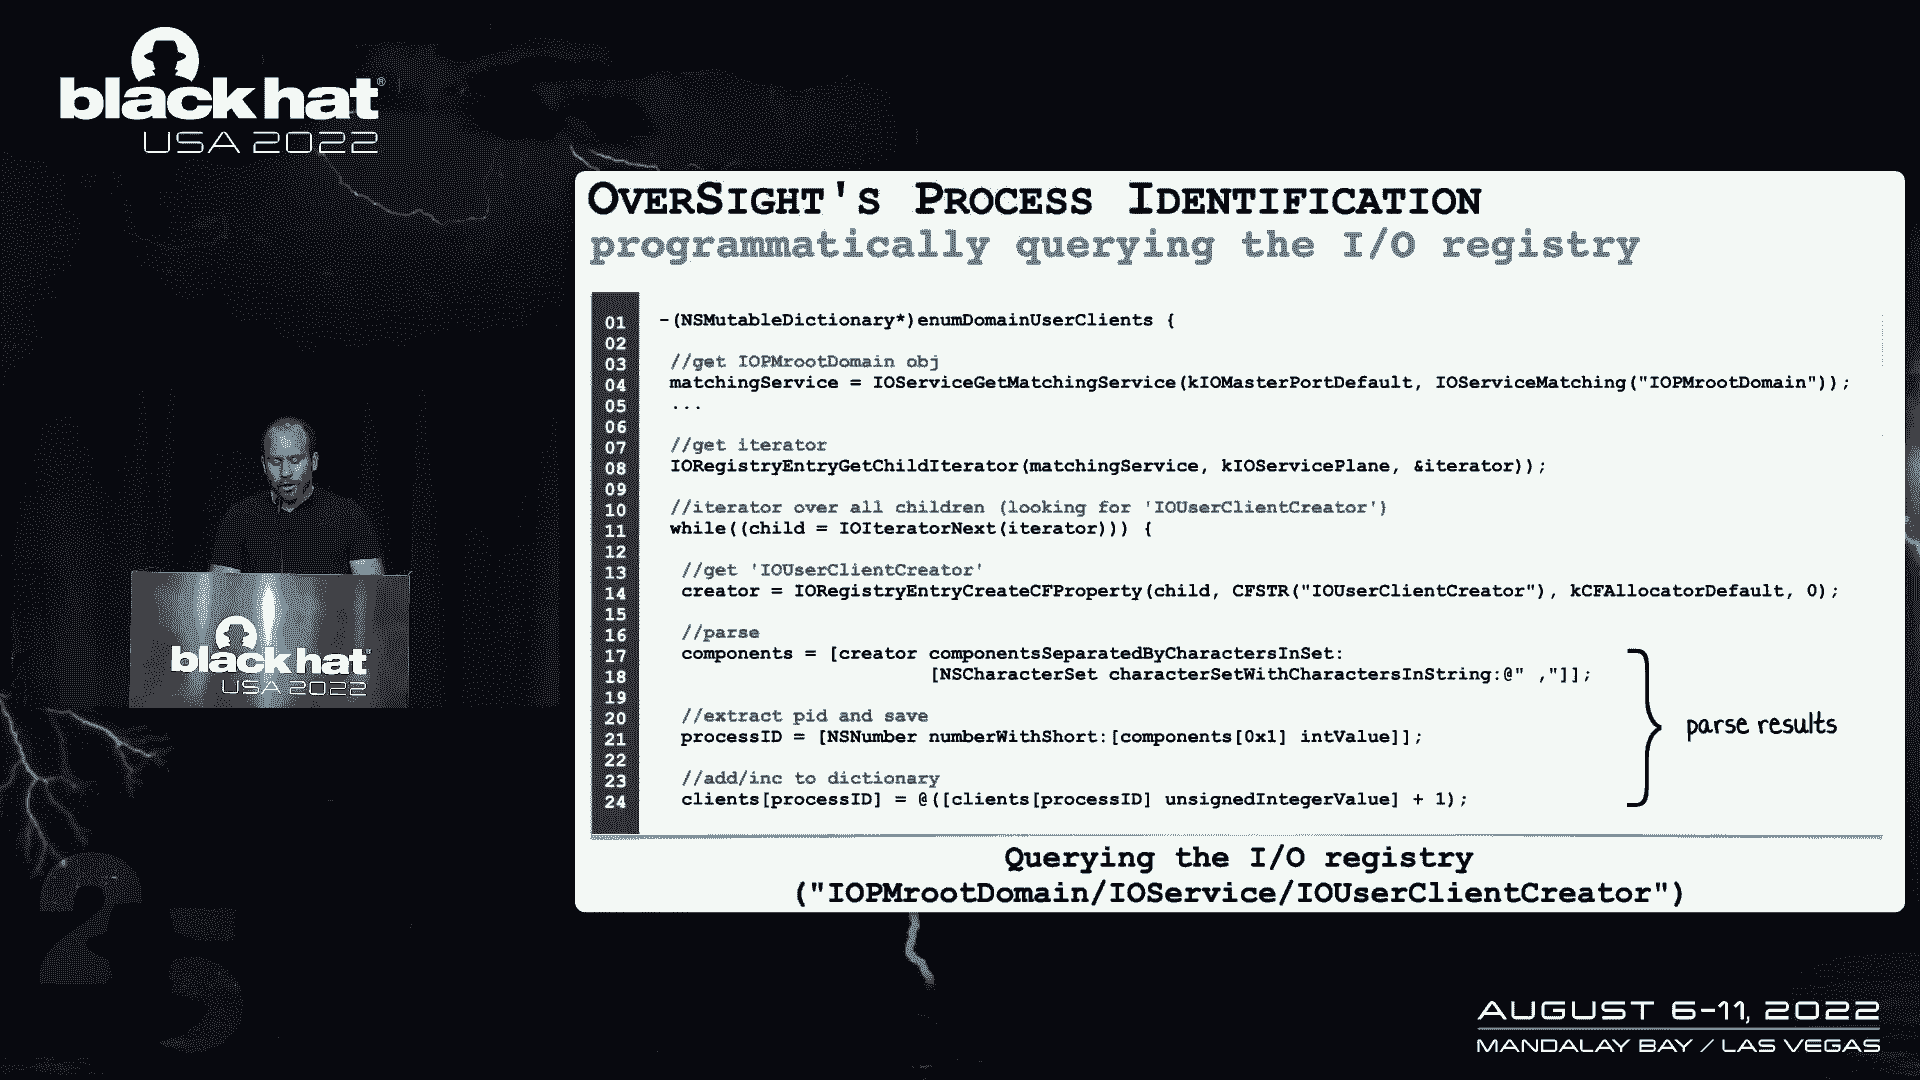 black hat®
USA 2022
OVERSIGHT'S PROCESS IDENTIFICATION
programmatically querying the I/O registry
01 -(NSMutableDictionary*)enumDomainUserClients {
02
03 //get IOPMrootDomain obj
04 matchingService = IOServiceGetMatchingService(kIOMasterPortDefault, IOServiceMatching("IOPMrootDomain"));
05 ...
06
07 //get iterator
08 IORegistryEntryGetChildIterator(matchingService, kIOServicePlane, &iterator));
09
10 //iterator over all children (looking for 'IOUserClientCreator')
11 while((child = IOIteratorNext(iterator))) {
12
13 //get 'IOUserClientCreator'
14 creator = IORegistryEntryCreateCFProperty(child, CFSTR("IOUserClientCreator"), kCFAllocatorDefault, 0);
15
16 //parse
17 components = [creator componentsSeparatedByCharactersInSet:
18 [NSCharacterSet characterSetWithCharactersInString:@" ,"]];
19
20 //extract pid and save
21 processID = [NSNumber numberWithShort:[components[0x1] intValue]];
22
23 //add/inc to dictionary
24 clients[processID] = @([clients[processID] unsignedIntegerValue] + 1);
parse results
Querying the I/O registry
("IOPMrootDomain/IOService/IOUserClientCreator")
black hat®
USA 2022
25
AUGUST 6-11, 2022
MANDALAY BAY / LAS VEGAS